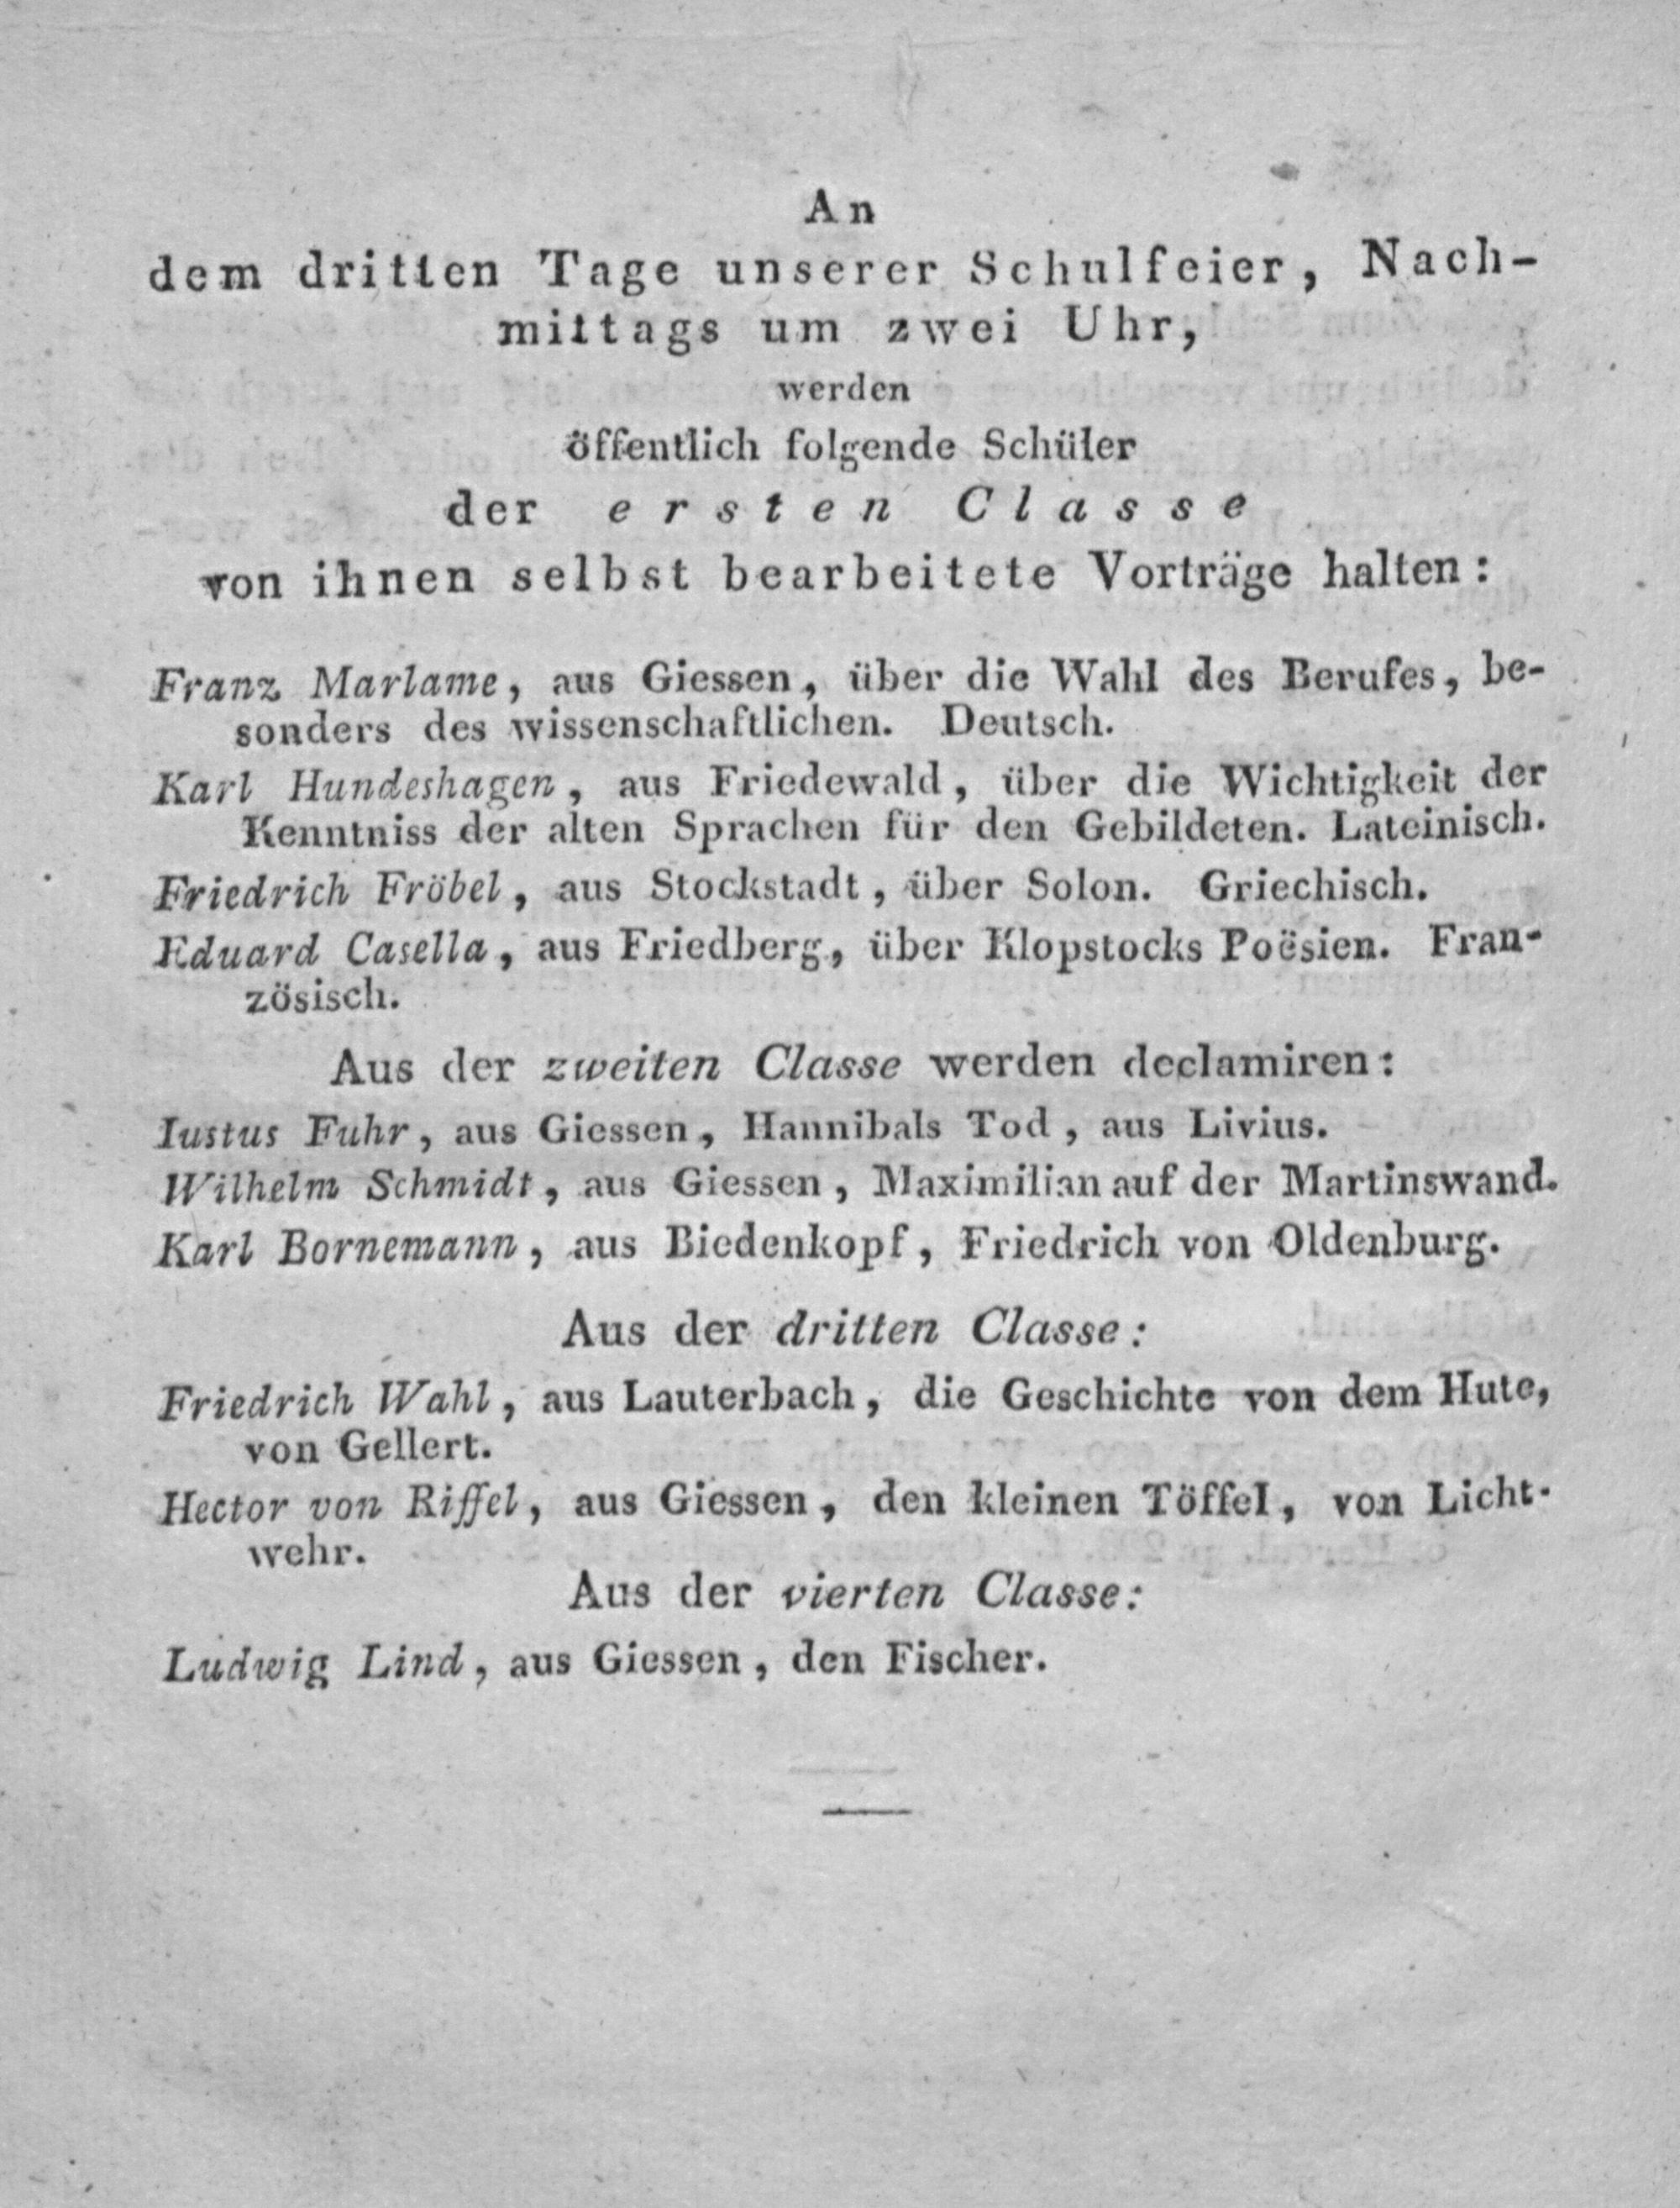 An
dem dritten Tage unserer Schulfeier, Nach-
mittags um zwei Uhr,
werden
öffentlich folgende Schüler
der ersten Classe
von ihnen selbst bearbeitete Vorträge halten:
Franz Marlame, aus Giessen, über die Wahl des Berufes, be-
sonders des wissenschaftlichen. Deutsch.
Karl Hundeshagen, aus Friedewald, über die Wichtigkeit der
Kenntniss der alten Sprachen für den Gebildeten. Lateinisch.
Friedrich Fröbel, aus Stockstadt, über Solon. Griechisch.
Eduard Casella, aus Friedberg, über Klopstocks Poësien. Fran-
zösisch.
Aus der zweiten Classe werden declamiren:
Iustus Fuhr, aus Giessen, Hannibals Tod, aus Livius.
Wilhelm Schmidt, aus Giessen, Maximilian auf der Martinswand.
Karl Bornemann, aus Biedenkopf, Friedrich von Oldenburg.
Aus der dritten Classe:
Friedrich Wahl, aus Lauterbach, die Geschichte von dem Hute,
von Gellert.
Hector von Riffel, aus Giessen, den kleinen Töffel, von Licht-
wehr.
Aus der vierten Classe:
Ludwig Lind, aus Giessen, den Fischer.